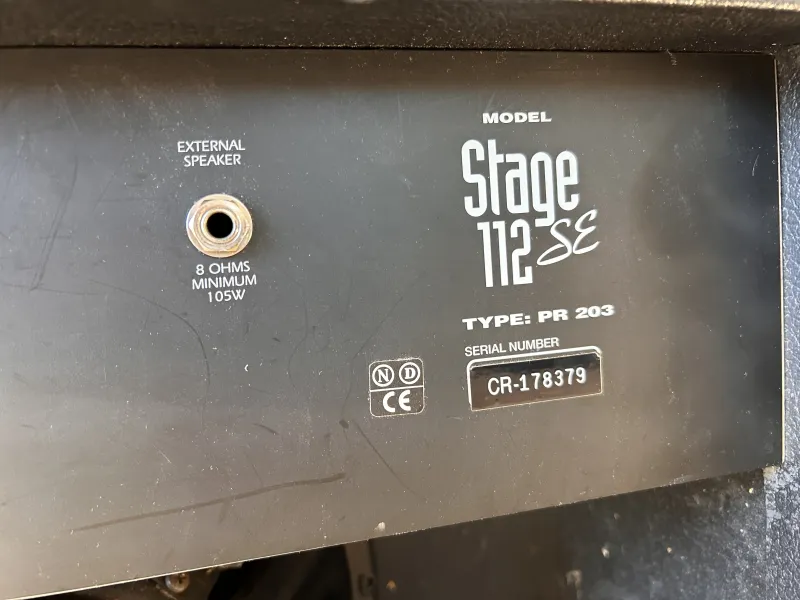 EXTERNAL
SPEAKER
8 OHMS
MINIMUM
105W
MODEL
Stage
112 SE
TYPE: PR 203
SERIAL NUMBER
CR-178379
N D
CE